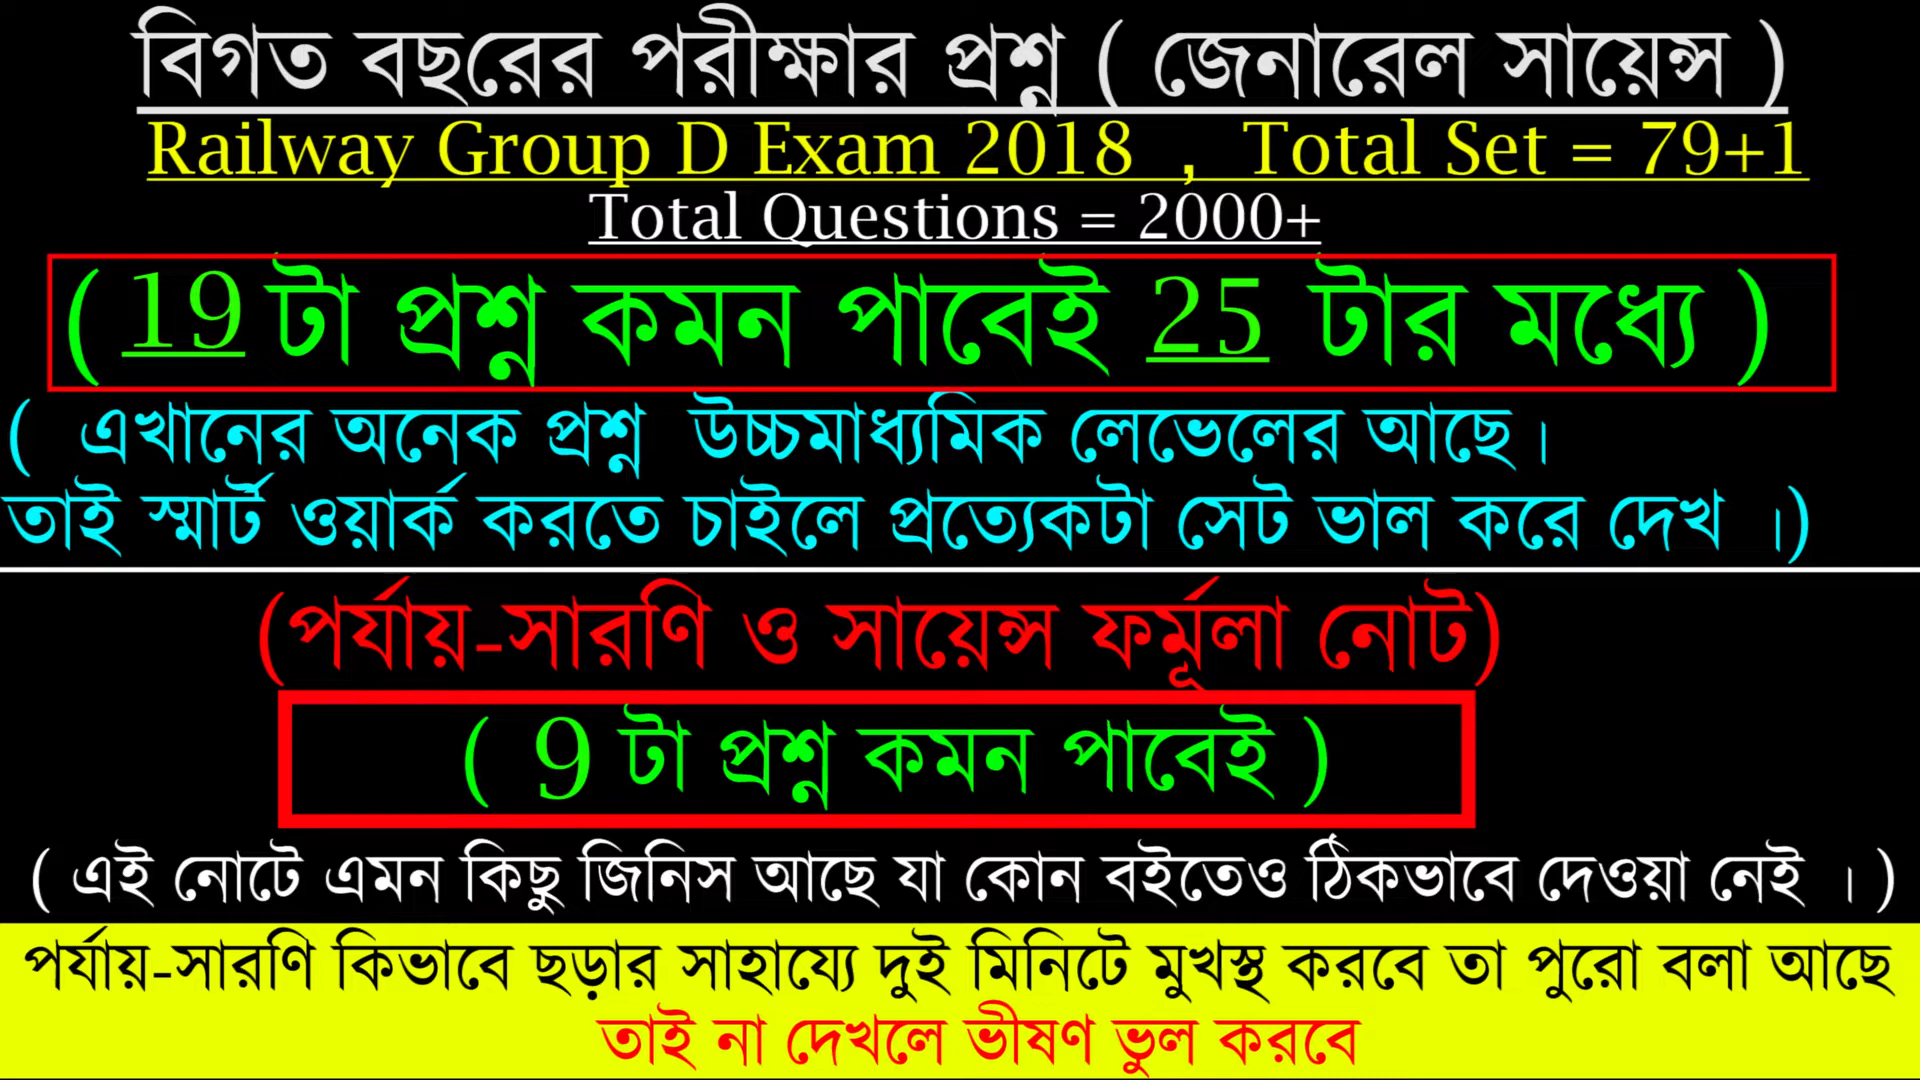 বিগত বছরের পরীক্ষার প্রশ্ন ( জেনারেল সায়েন্স )
Railway Group D Exam 2018 , Total Set = 79+1
Total Questions = 2000+
( 19 টা প্রশ্ন কমন পাবেই 25 টার মধ্যে )
( এখানের অনেক প্রশ্ন উচ্চমাধ্যমিক লেভেলের আছে।
তাই স্মার্ট ওয়ার্ক করতে চাইলে প্রত্যেকটা সেট ভাল করে দেখ ।)
(পর্যায়-সারণি ও সায়েন্স ফর্মূলা নোট)
( 9 টা প্রশ্ন কমন পাবেই )
( এই নোটে এমন কিছু জিনিস আছে যা কোন বইতেও ঠিকভাবে দেওয়া নেই । )
পর্যায়-সারণি কিভাবে ছড়ার সাহায্যে দুই মিনিটে মুখস্থ করবে তা পুরো বলা আছে
তাই না দেখলে ভীষণ ভুল করবে